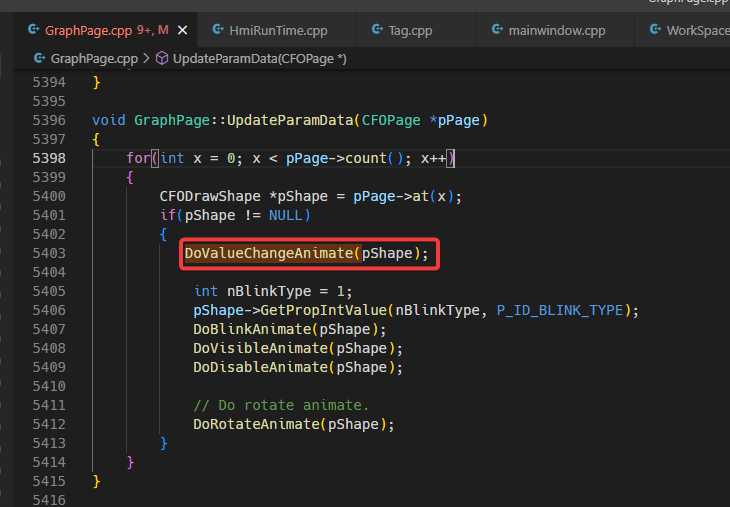 GraphPage.cpp 9+, M HmiRunTime.cpp Tag.cpp mainwindow.cpp WorkSpace
GraphPage.cpp > UpdateParamData(CFOPage *)
5394 }
5395
5396 void GraphPage::UpdateParamData(CFOPage *pPage)
5397 {
5398 for(int x = 0; x < pPage->count(); x++)
5399 {
5400 CFODrawShape *pShape = pPage->at(x);
5401 if(pShape != NULL)
5402 {
5403 DoValueChangeAnimate(pShape);
5404
5405 int nBlinkType = 1;
5406 pShape->GetPropIntValue(nBlinkType, P_ID_BLINK_TYPE);
5407 DoBlinkAnimate(pShape);
5408 DoVisibleAnimate(pShape);
5409 DoDisableAnimate(pShape);
5410
5411 // Do rotate animate.
5412 DoRotateAnimate(pShape);
5413 }
5414 }
5415 }
5416